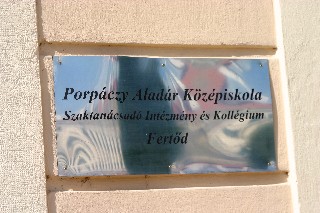 Porpáczy Aladár Középiskola
Szaktanácsadó Intézmény és Kollégium
Fertőd